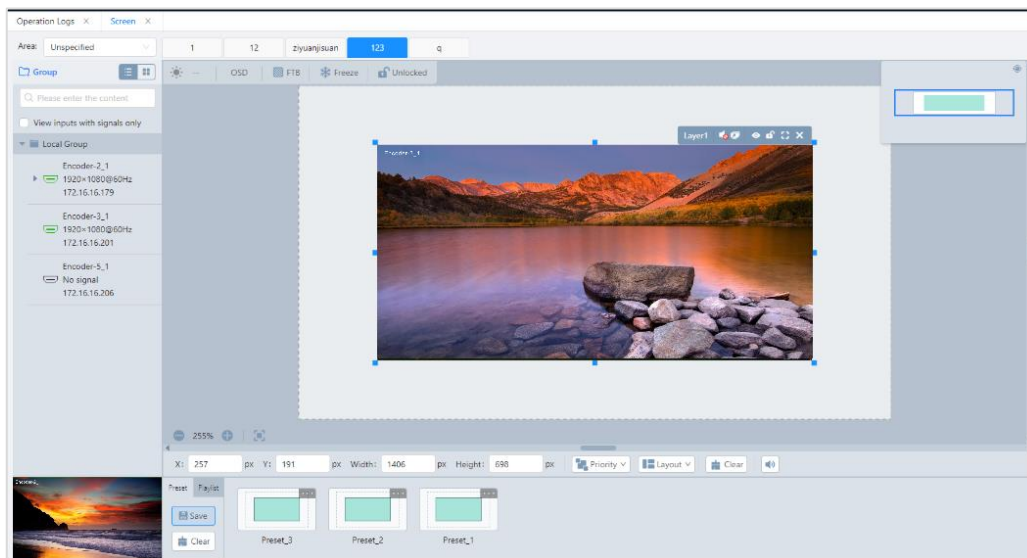 Operation Logs × Screen ×
Area: Unspecified
1 12 ziyuanjisuan 123 q
Group
-- OSD FTB Freeze Unlocked
Please enter the content
View inputs with signals only
Local Group
Layer1
Encoder-2_1
1920×1080@60Hz
172.16.16.179
Encoder-3_1
1920×1080@60Hz
172.16.16.201
Encoder-5_1
No signal
172.16.16.206
255%
X: 257 px Y: 191 px Width: 1406 px Height: 698 px Priority Layout Clear
Preset Playlist
Save
Clear
Preset_3 Preset_2 Preset_1